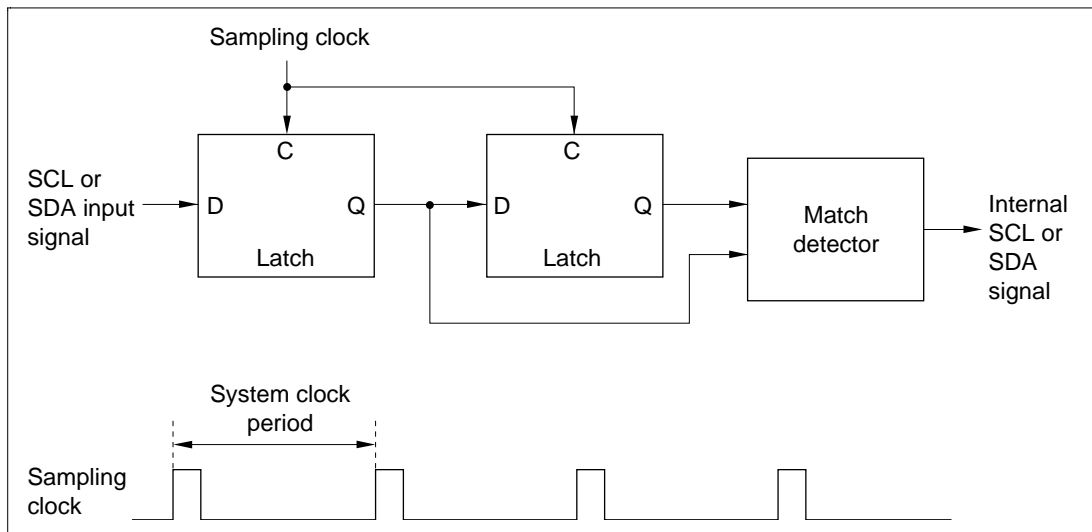 Sampling clock
C
C
SCL or
SDA input
signal
D
Q
D
Q
Latch
Latch
Match
detector
Internal
SCL or
SDA
signal
System clock
period
Sampling
clock